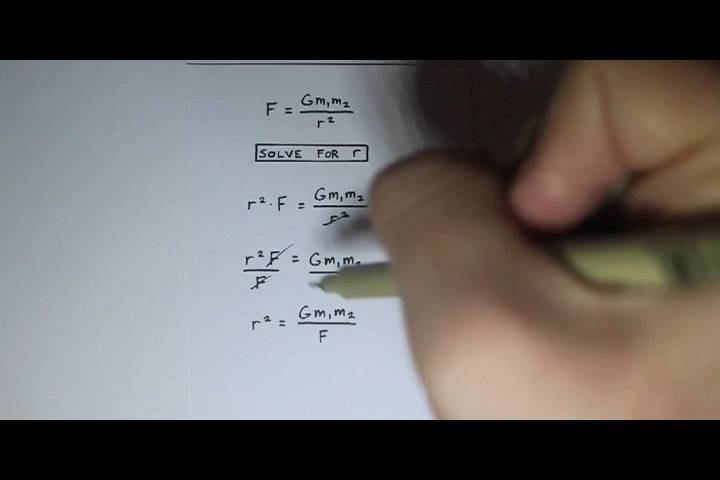 F = Gm₁m₂ / r²
SOLVE FOR r
r² · F = Gm₁m₂ / r²
r²F / F = Gm₁m₂
r² = Gm₁m₂ / F